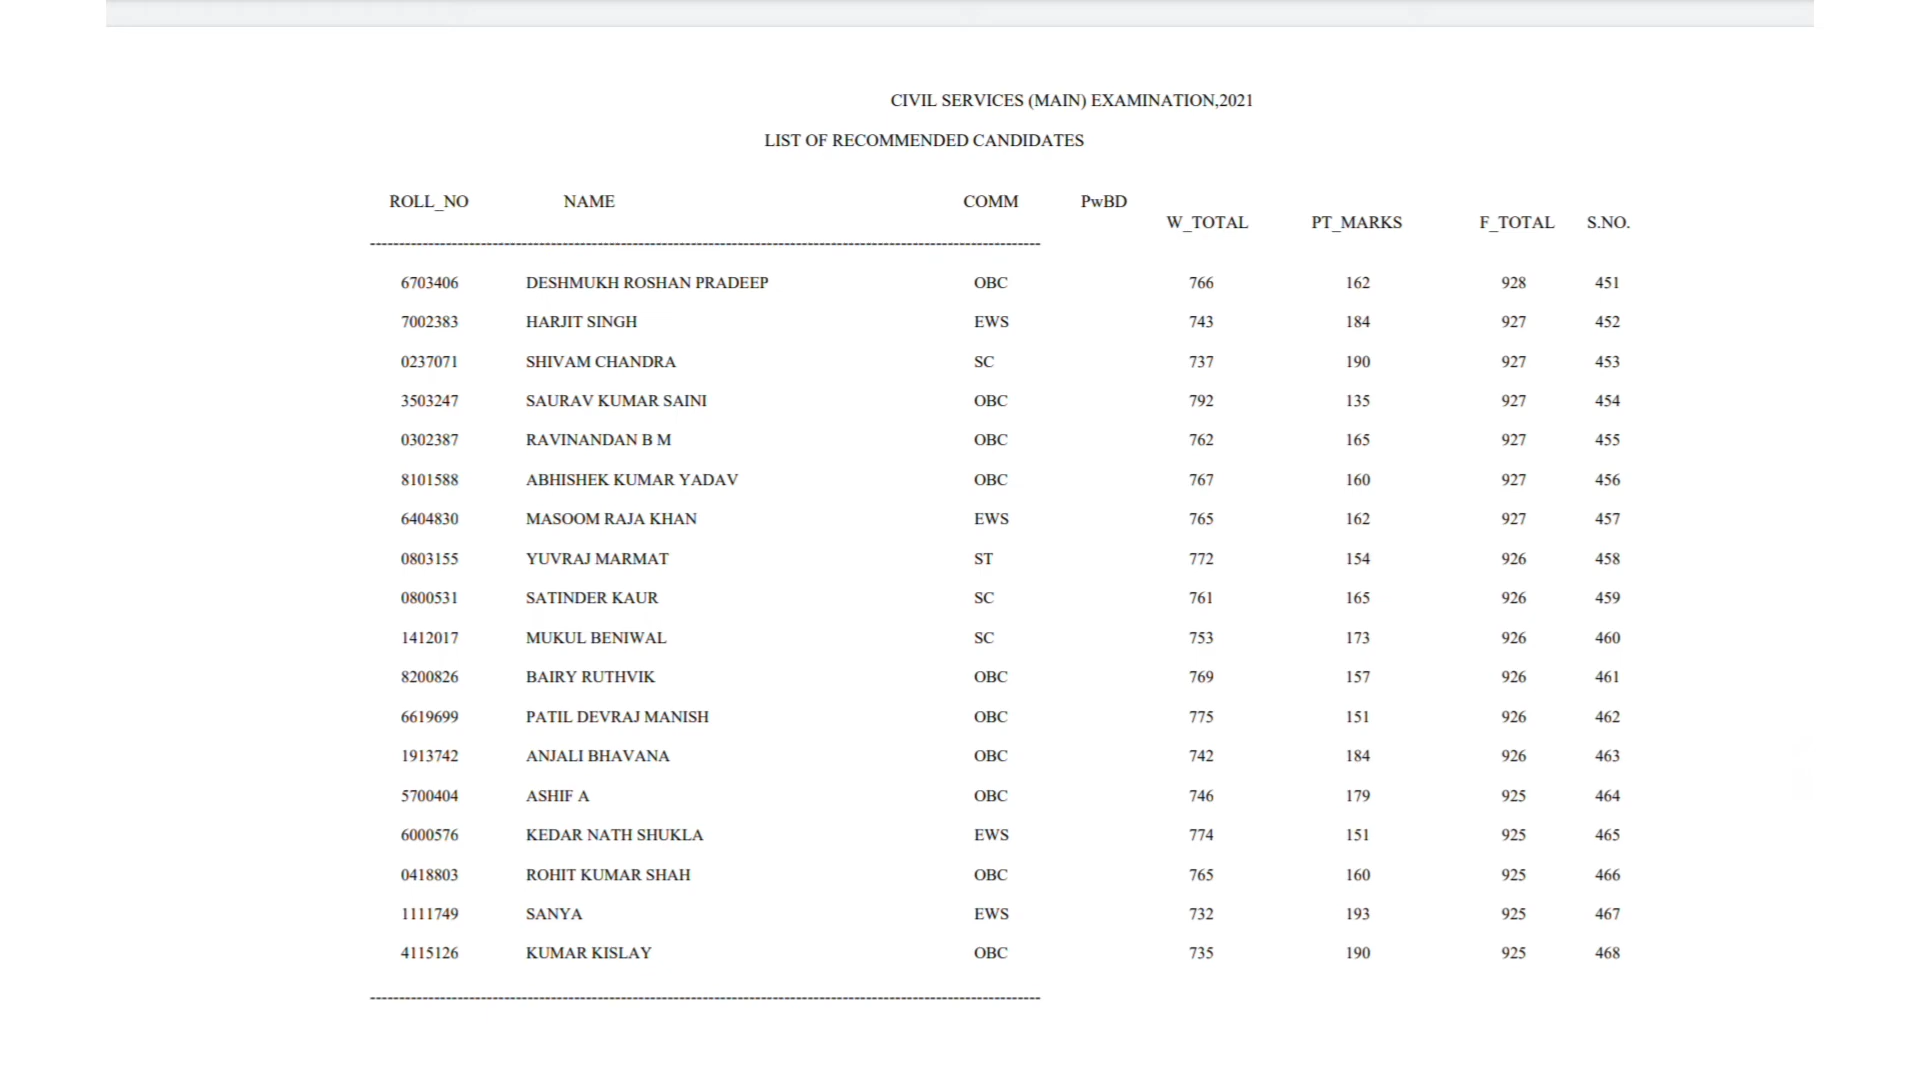 CIVIL SERVICES (MAIN) EXAMINATION,2021
LIST OF RECOMMENDED CANDIDATES
ROLL_NO NAME COMM PwBD
W_TOTAL PT_MARKS F_TOTAL S.NO.
6703406 DESHMUKH ROSHAN PRADEEP OBC 766 162 928 451
7002383 HARJIT SINGH EWS 743 184 927 452
0237071 SHIVAM CHANDRA SC 737 190 927 453
3503247 SAURAV KUMAR SAINI OBC 792 135 927 454
0302387 RAVINANDAN B M OBC 762 165 927 455
8101588 ABHISHEK KUMAR YADAV OBC 767 160 927 456
6404830 MASOOM RAJA KHAN EWS 765 162 927 457
0803155 YUVRAJ MARMAT ST 772 154 926 458
0800531 SATINDER KAUR SC 761 165 926 459
1412017 MUKUL BENIWAL SC 753 173 926 460
8200826 BAIRY RUTHVIK OBC 769 157 926 461
6619699 PATIL DEVRAJ MANISH OBC 775 151 926 462
1913742 ANJALI BHAVANA OBC 742 184 926 463
5700404 ASHIF A OBC 746 179 925 464
6000576 KEDAR NATH SHUKLA EWS 774 151 925 465
0418803 ROHIT KUMAR SHAH OBC 765 160 925 466
1111749 SANYA EWS 732 193 925 467
4115126 KUMAR KISLAY OBC 735 190 925 468